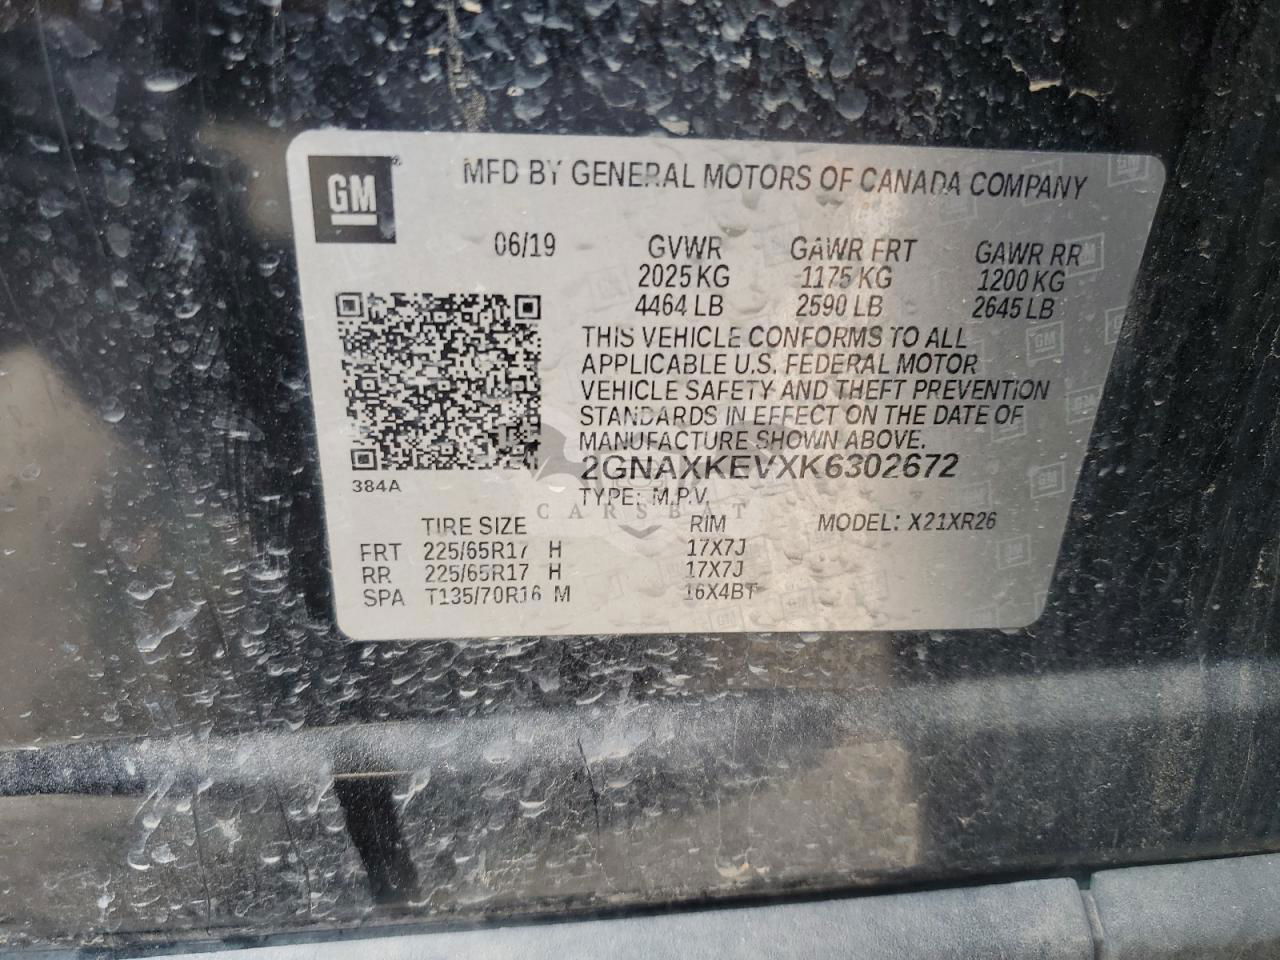 GM
MFD BY GENERAL MOTORS OF CANADA COMPANY
06/19 GVWR GAWR FRT GAWR RR
2025 KG 1175 KG 1200 KG
4464 LB 2590 LB 2645 LB
THIS VEHICLE CONFORMS TO ALL
APPLICABLE U.S. FEDERAL MOTOR
VEHICLE SAFETY AND THEFT PREVENTION
STANDARDS IN EFFECT ON THE DATE OF
MANUFACTURE SHOWN ABOVE.
2GNAXKEVXK6302672
384A
TYPE: M.P.V.
CARSBAT
TIRE SIZE RIM MODEL: X21XR26
FRT 225/65R17 H 17X7J
RR 225/65R17 H 17X7J
SPA T135/70R16 M 16X4BT